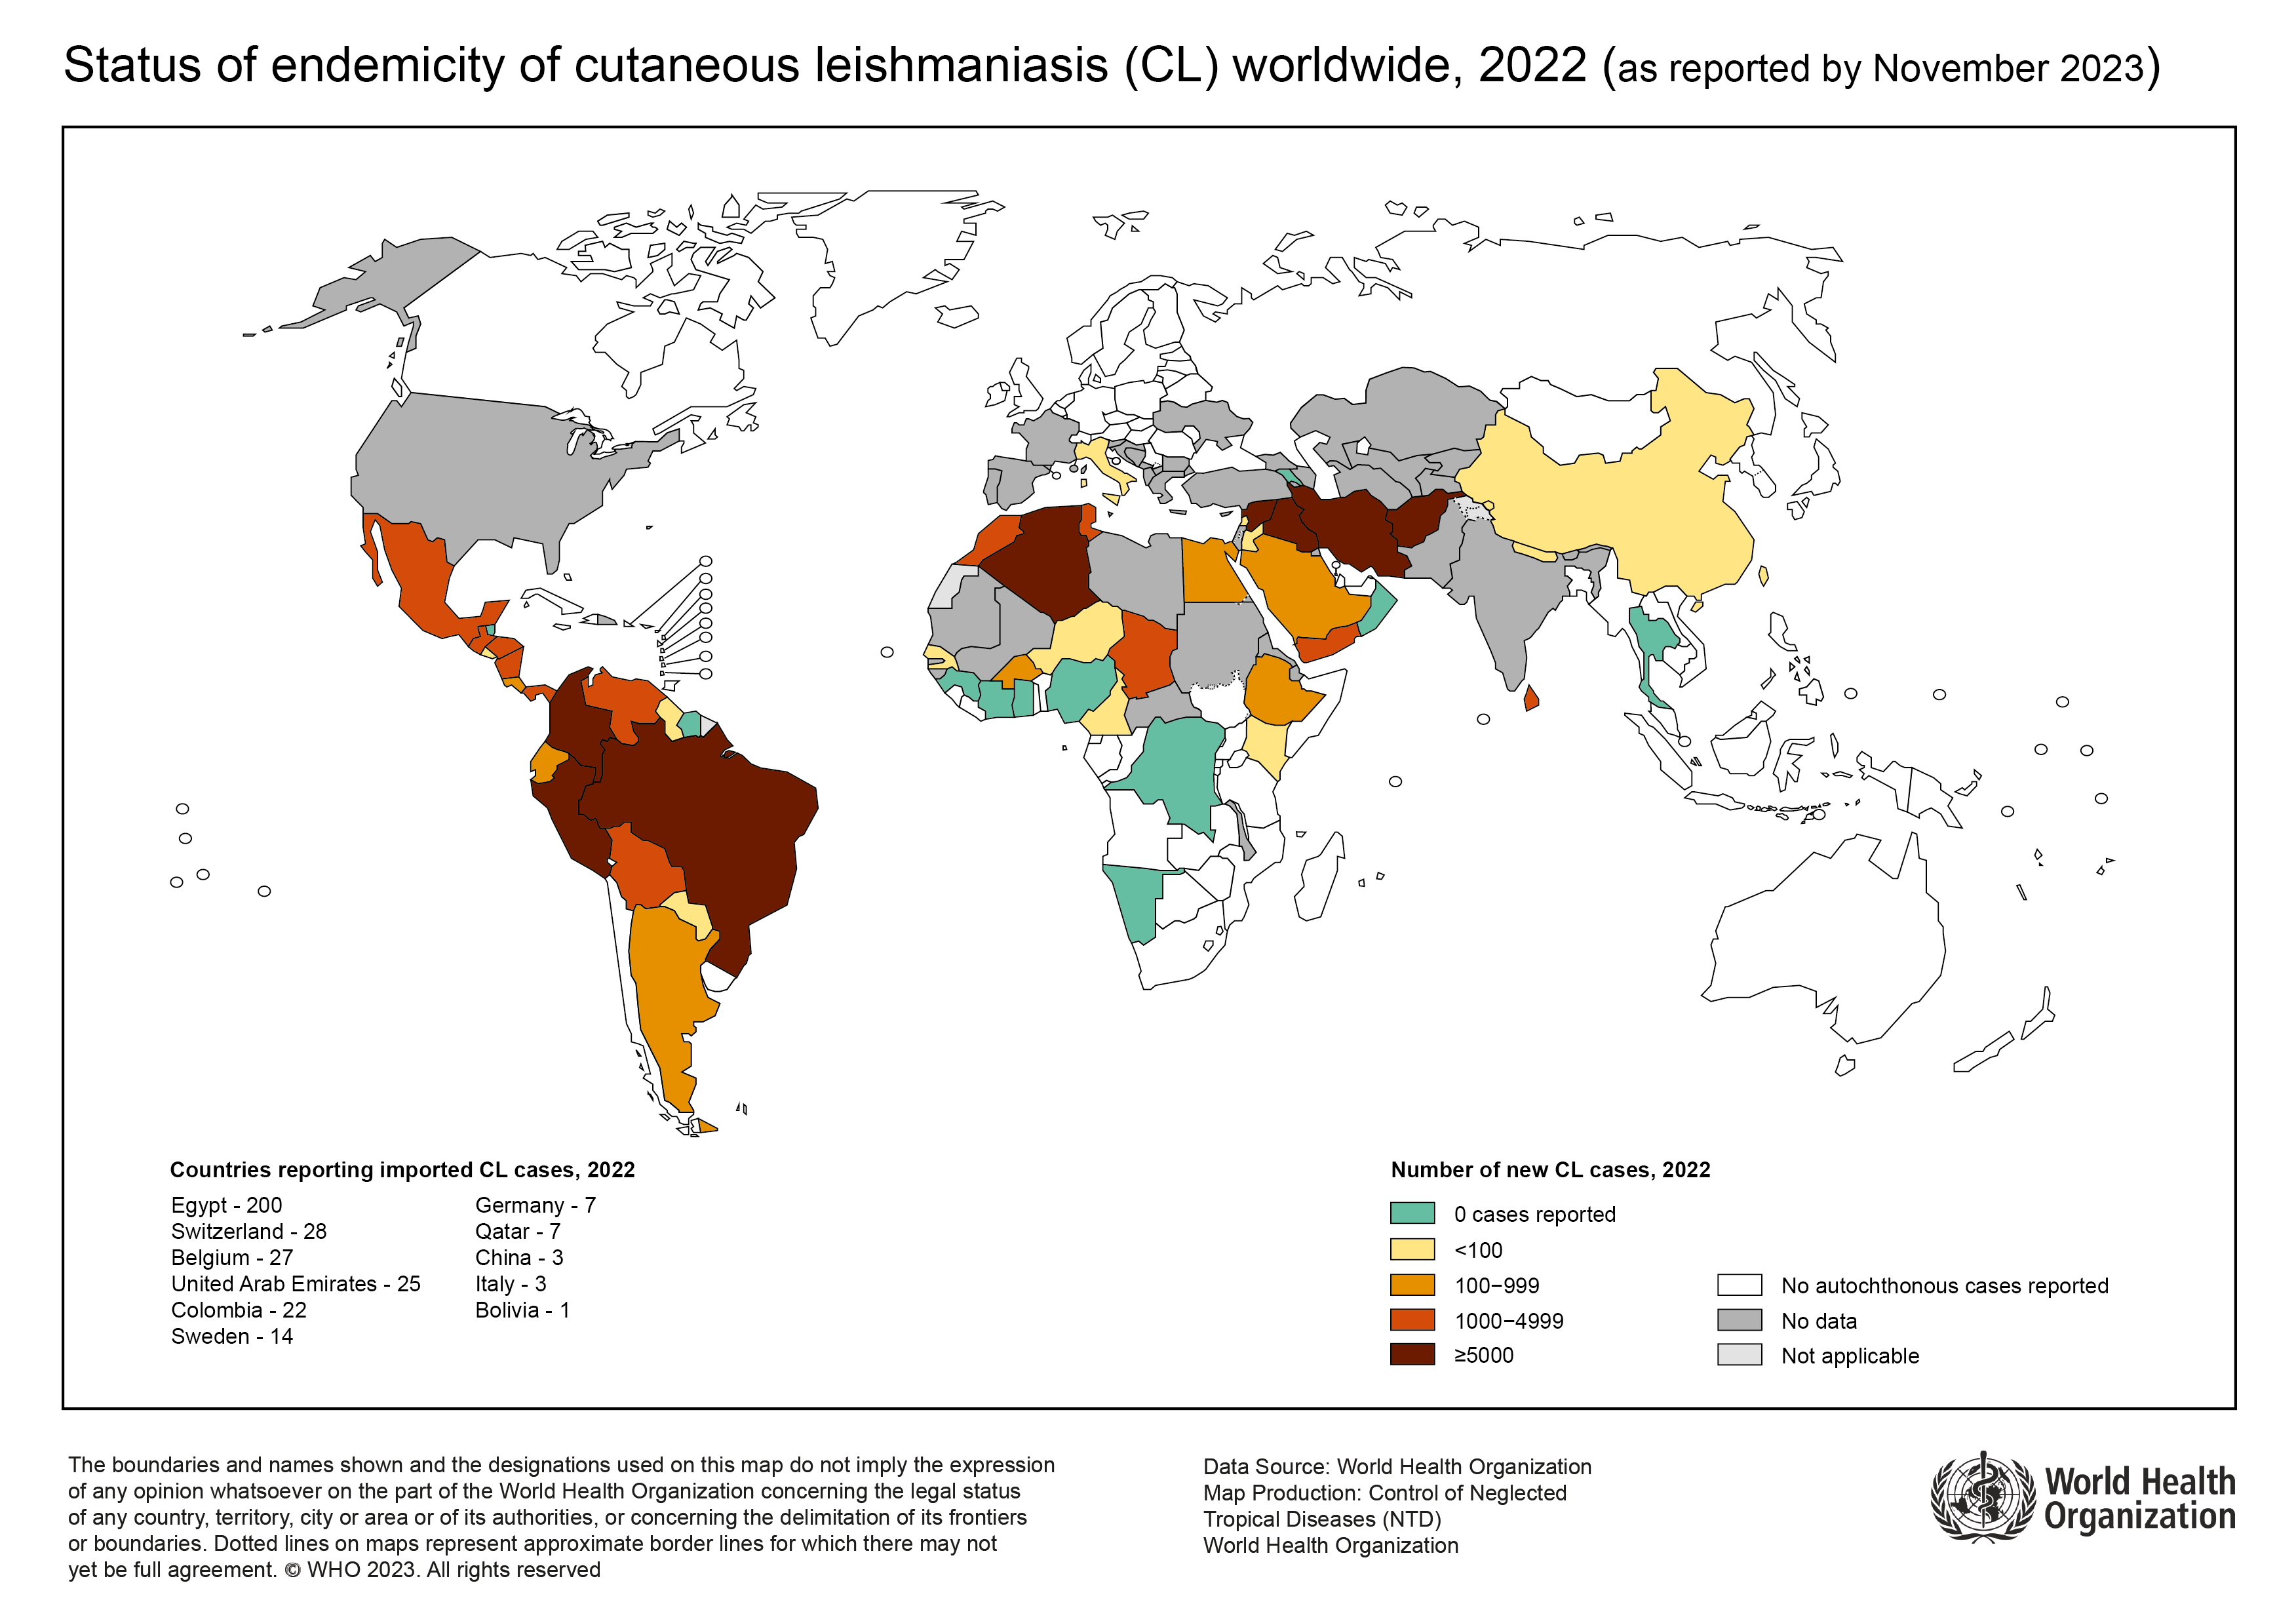 Status of endemicity of cutaneous leishmaniasis (CL) worldwide, 2022 (as reported by November 2023)
Countries reporting imported CL cases, 2022
Egypt - 200
Switzerland - 28
Belgium - 27
United Arab Emirates - 25
Colombia - 22
Sweden - 14
Germany - 7
Qatar - 7
China - 3
Italy - 3
Bolivia - 1
Number of new CL cases, 2022
0 cases reported
<100
100–999
1000–4999
≥5000
No autochthonous cases reported
No data
Not applicable
The boundaries and names shown and the designations used on this map do not imply the expression
of any opinion whatsoever on the part of the World Health Organization concerning the legal status
of any country, territory, city or area or of its authorities, or concerning the delimitation of its frontiers
or boundaries. Dotted lines on maps represent approximate border lines for which there may not
yet be full agreement. © WHO 2023. All rights reserved
Data Source: World Health Organization
Map Production: Control of Neglected
Tropical Diseases (NTD)
World Health Organization
World Health
Organization